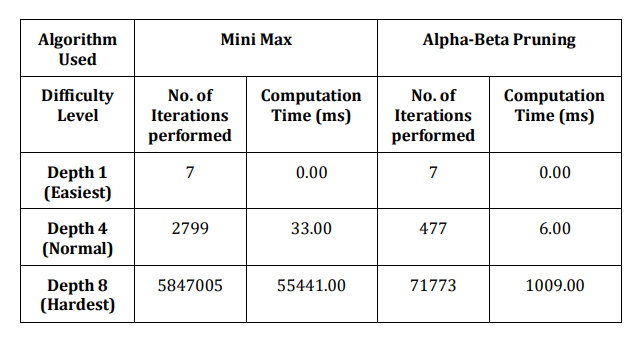 Algorithm Used Mini Max Alpha-Beta Pruning
Difficulty Level No. of Iterations performed Computation Time (ms) No. of Iterations performed Computation Time (ms)
Depth 1 (Easiest) 7 0.00 7 0.00
Depth 4 (Normal) 2799 33.00 477 6.00
Depth 8 (Hardest) 5847005 55441.00 71773 1009.00